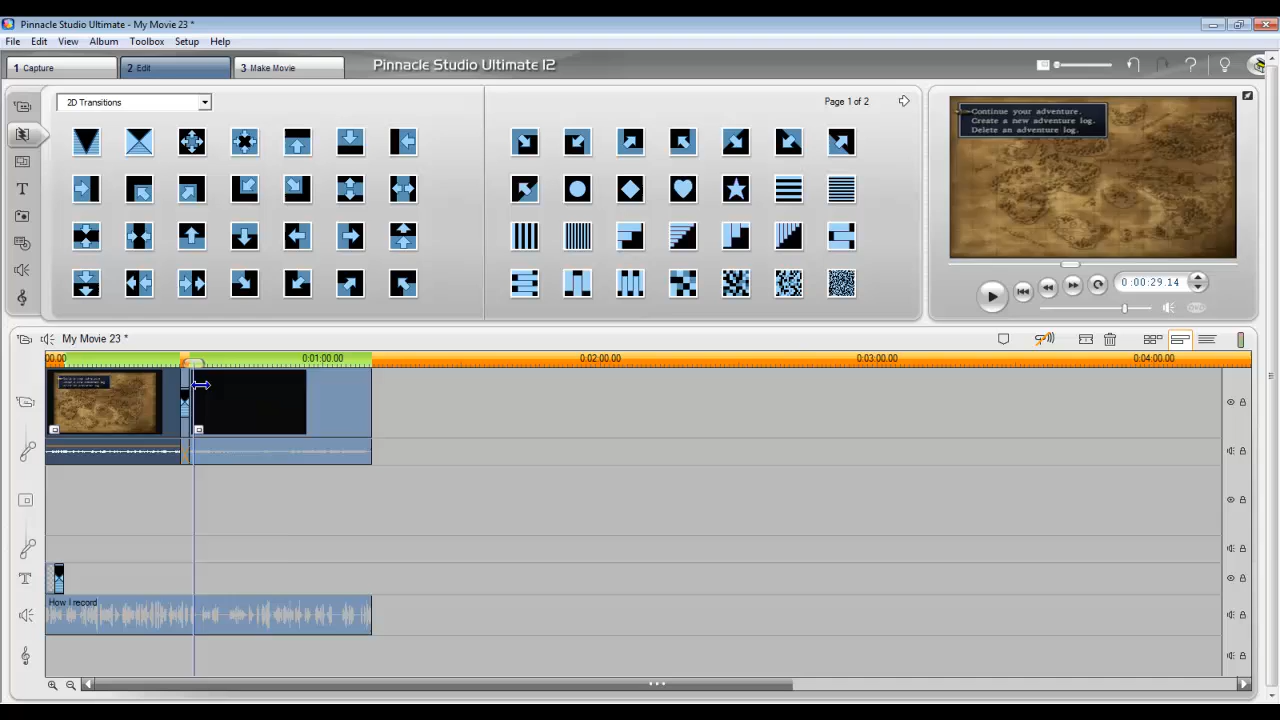 Pinnacle Studio Ultimate - My Movie 23 *
File Edit View Album Toolbox Setup Help
1 Capture
2 Edit
3 Make Movie
Pinnacle Studio Ultimate 12
2D Transitions
Page 1 of 2
Continue your adventure.
Create a new adventure log.
Delete an adventure log.
0:00:29.14
My Movie 23 *
00.00 0:01:00.00 0:02:00.00 0:03:00.00 0:04:00.00
How I record